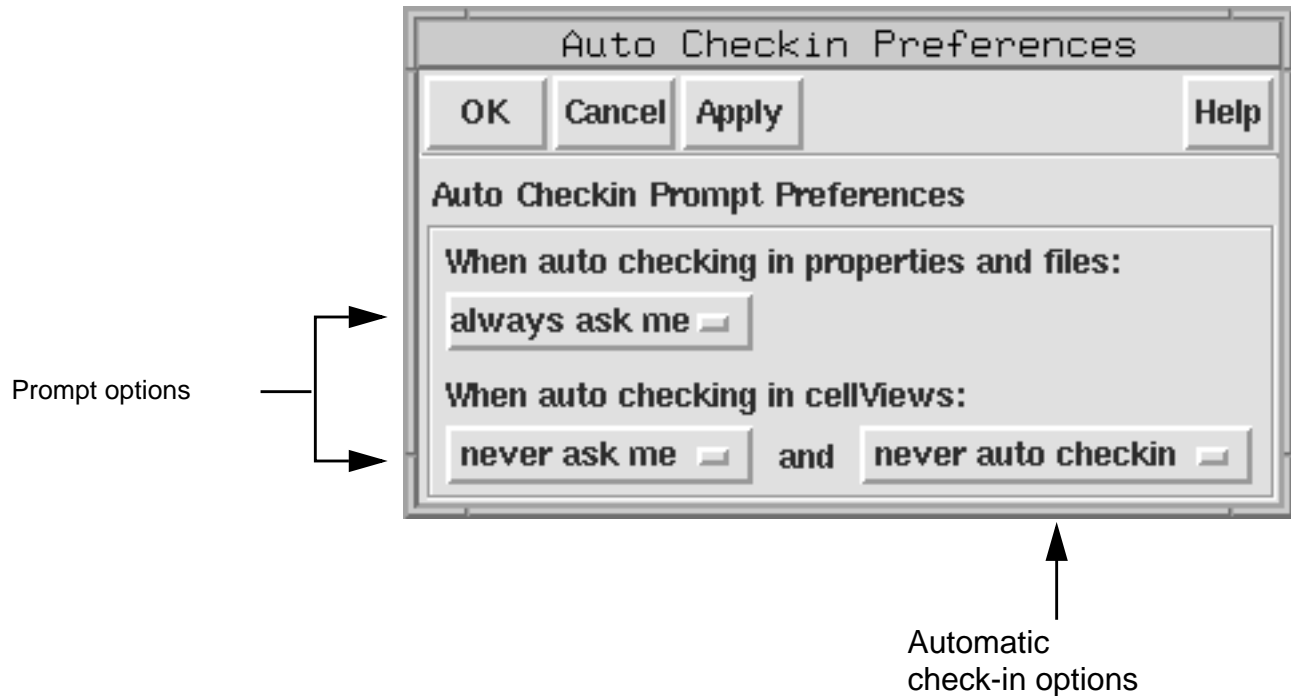 Auto Checkin Preferences
OK Cancel Apply Help
Auto Checkin Prompt Preferences
When auto checking in properties and files:
always ask me
Prompt options
When auto checking in cellViews:
never ask me and never auto checkin
Automatic
check-in options